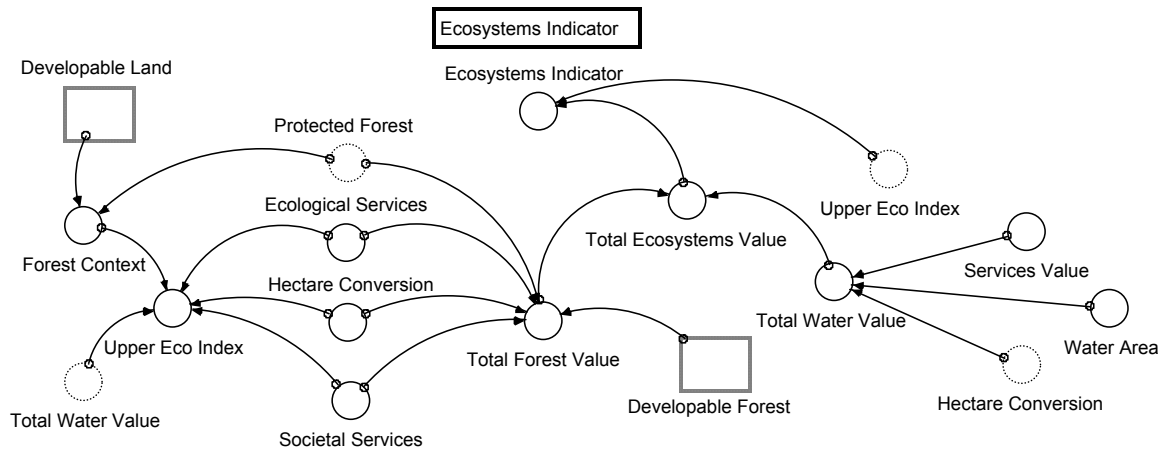 Ecosystems Indicator
Developable Land
Ecosystems Indicator
Protected Forest
Ecological Services
Upper Eco Index
Total Ecosystems Value
Forest Context
Services Value
Hectare Conversion
Total Water Value
Upper Eco Index
Total Forest Value
Water Area
Developable Forest
Hectare Conversion
Total Water Value
Societal Services